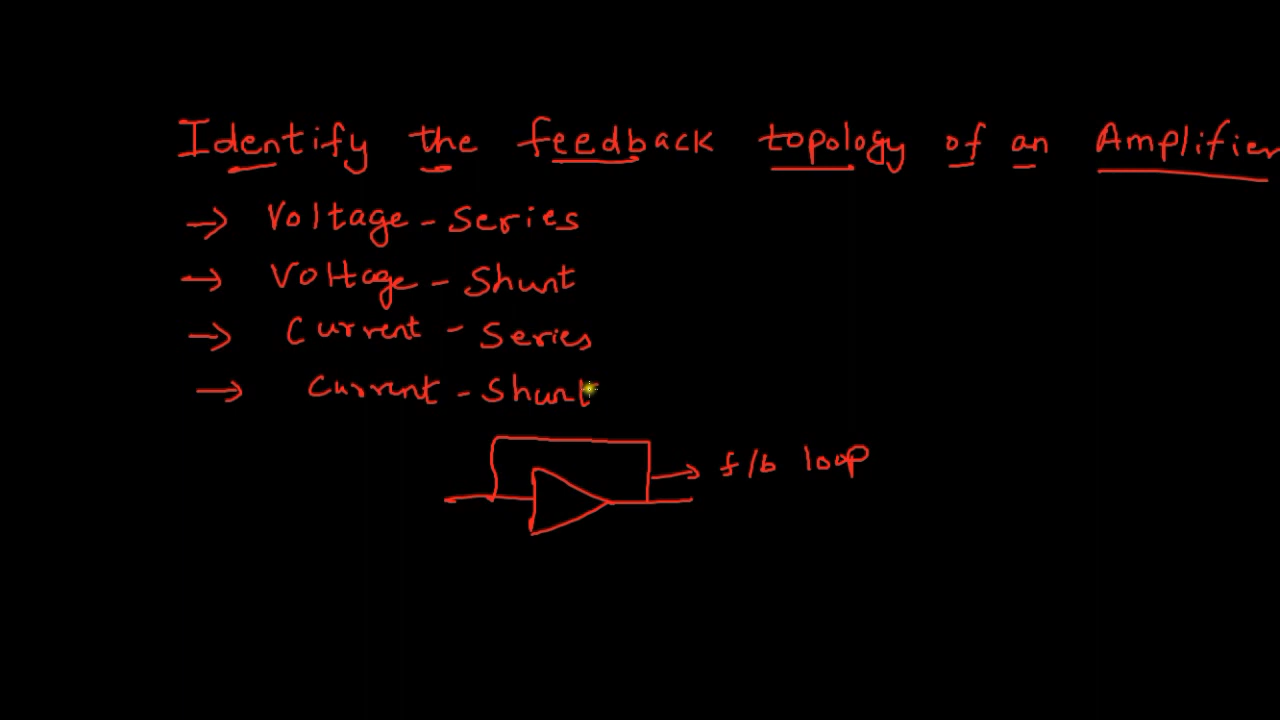 Identify the feedback topology of an Amplifier
→ Voltage - Series
→ Voltage - Shunt
→ Current - Series
→ Current - Shunt
→ f/b loop